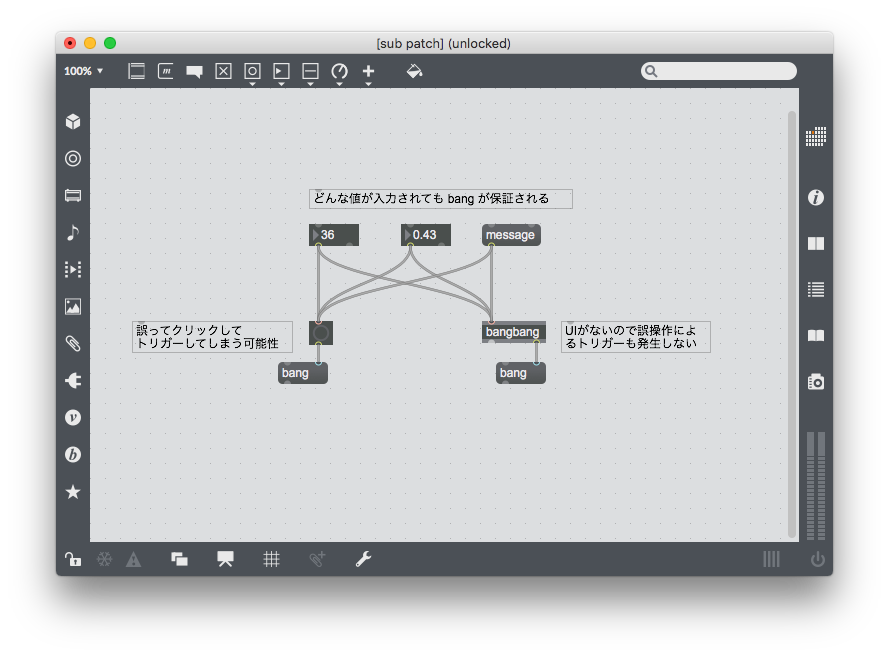 [sub patch] (unlocked)
100%
どんな値が入力されても bang が保証される
36
0.43
message
誤ってクリックして
トリガーしてしまう可能性
bangbang
UIがないので誤操作によ
るトリガーも発生しない
bang
bang